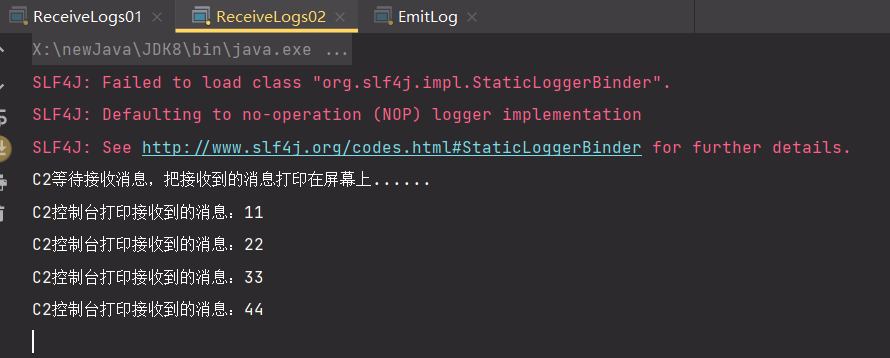 ReceiveLogs01 ReceiveLogs02 EmitLog
X:\newJava\JDK8\bin\java.exe ...
SLF4J: Failed to load class "org.slf4j.impl.StaticLoggerBinder".
SLF4J: Defaulting to no-operation (NOP) logger implementation
SLF4J: See http://www.slf4j.org/codes.html#StaticLoggerBinder for further details.
C2等待接收消息，把接收到的消息打印在屏幕上......
C2控制台打印接收到的消息：11
C2控制台打印接收到的消息：22
C2控制台打印接收到的消息：33
C2控制台打印接收到的消息：44